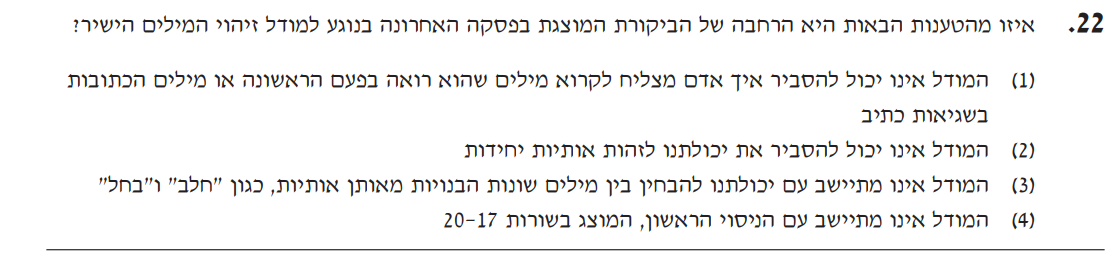 22. איזו מהטענות הבאות היא הרחבה של הביקורת המוצגת בפסקה האחרונה בנוגע למודל זיהוי המילים הישיר?
(1) המודל אינו יכול להסביר איך אדם מצליח לקרוא מילים שהוא רואה בפעם הראשונה או מילים הכתובות
בשגיאות כתיב
(2) המודל אינו יכול להסביר את יכולתנו לזהות אותיות יחידות
(3) המודל אינו מתיישב עם יכולתנו להבחין בין מילים שונות הבנויות מאותן אותיות, כגון "חלב" ו"בחל"
(4) המודל אינו מתיישב עם הניסוי הראשון, המוצג בשורות 20-17